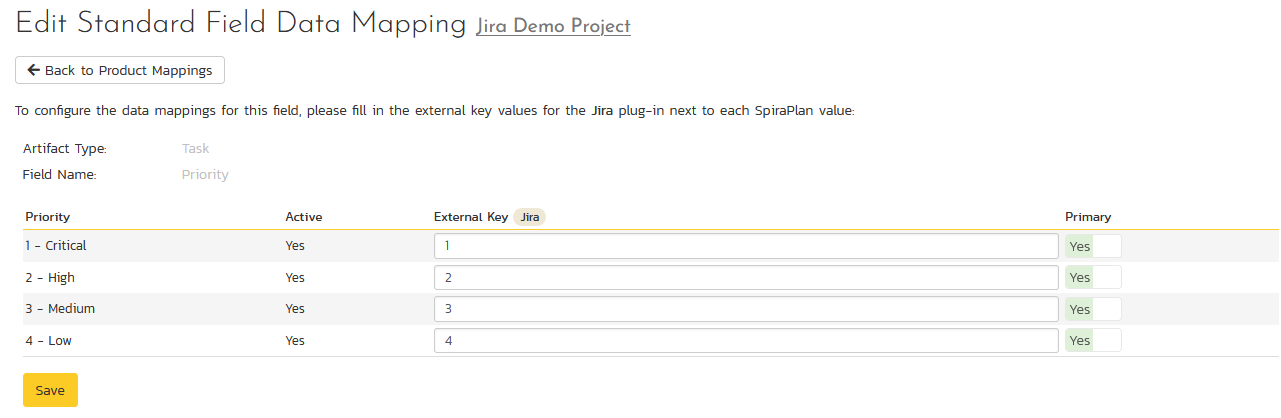 Edit Standard Field Data Mapping Jira Demo Project
Back to Product Mappings
To configure the data mappings for this field, please fill in the external key values for the Jira plug-in next to each SpiraPlan value:
Artifact Type: Task
Field Name: Priority
Priority Active External Key Jira Primary
1 - Critical Yes 1 Yes
2 - High Yes 2 Yes
3 - Medium Yes 3 Yes
4 - Low Yes 4 Yes
Save